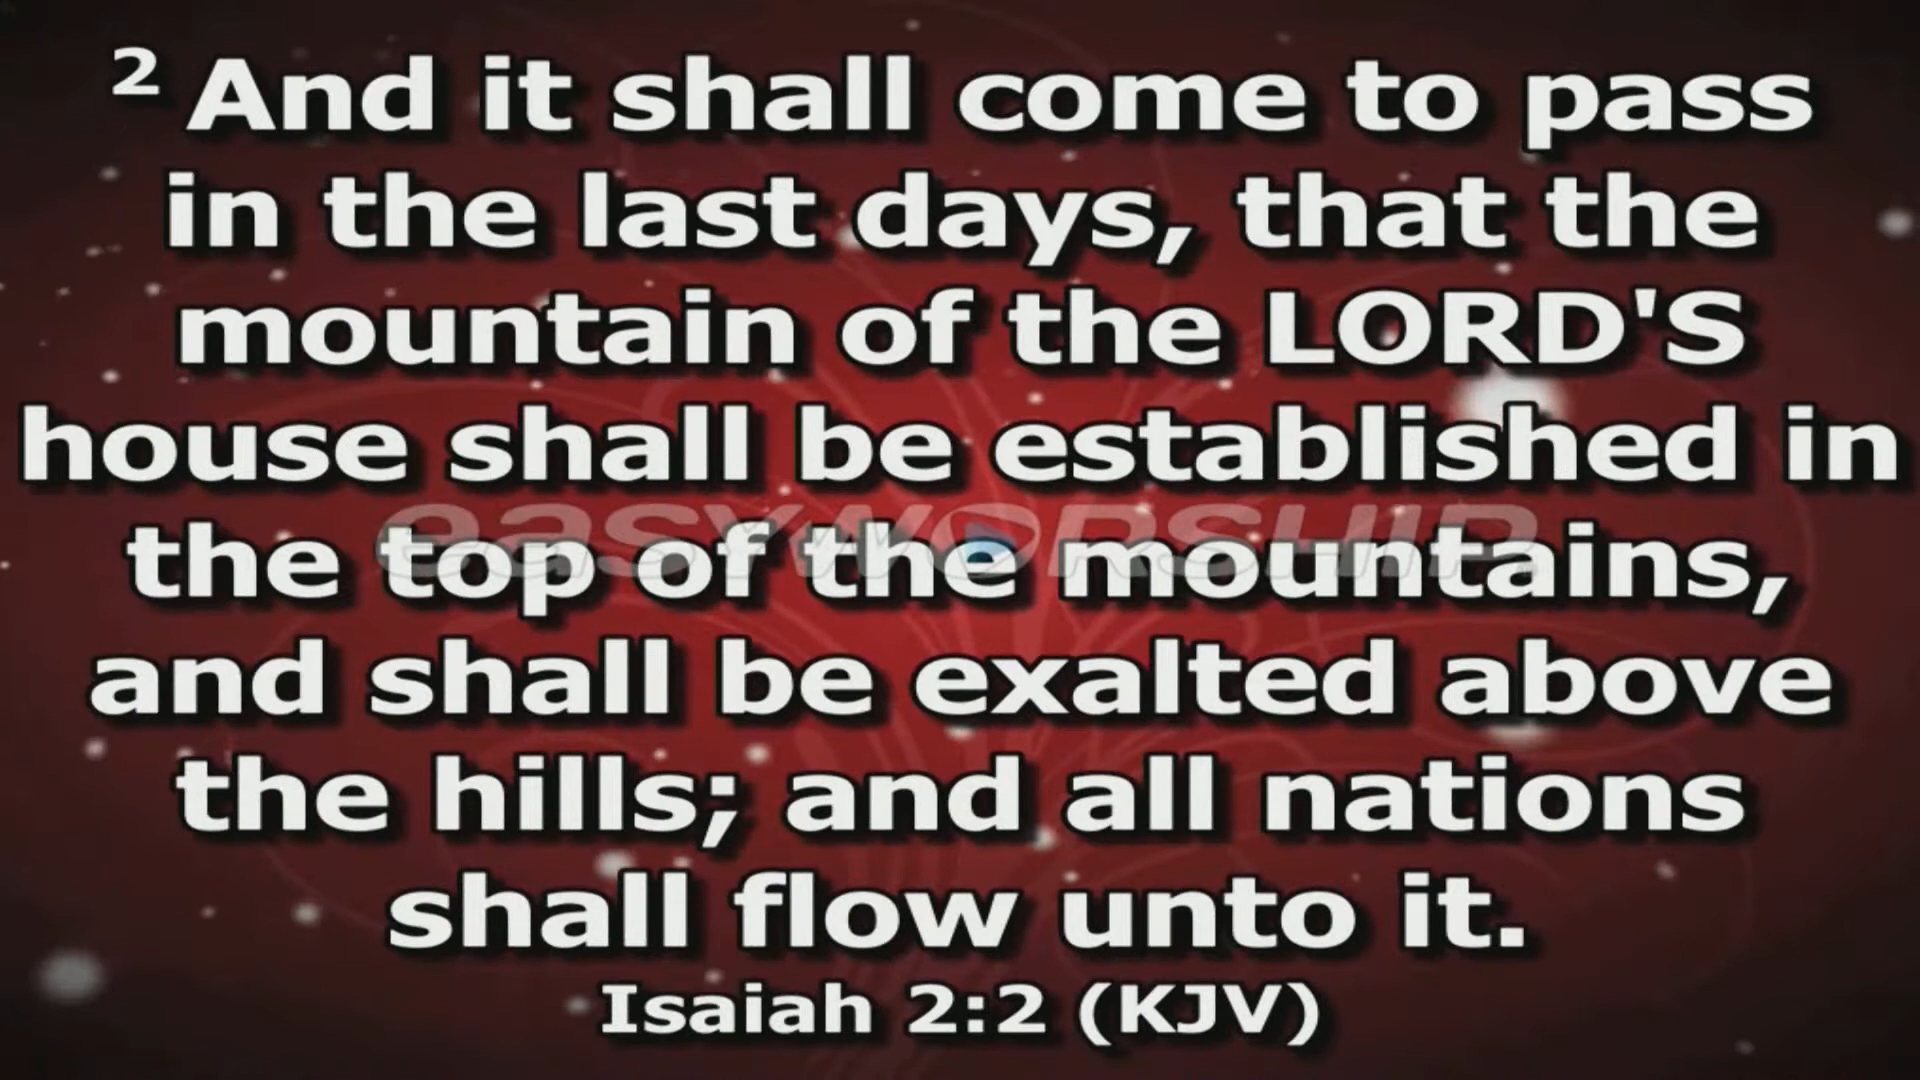 2 And it shall come to pass
in the last days, that the
mountain of the LORD'S
house shall be established in
easyworship.
the top of the mountains,
and shall be exalted above
the hills; and all nations
shall flow unto it.
Isaiah 2:2 (KJV)